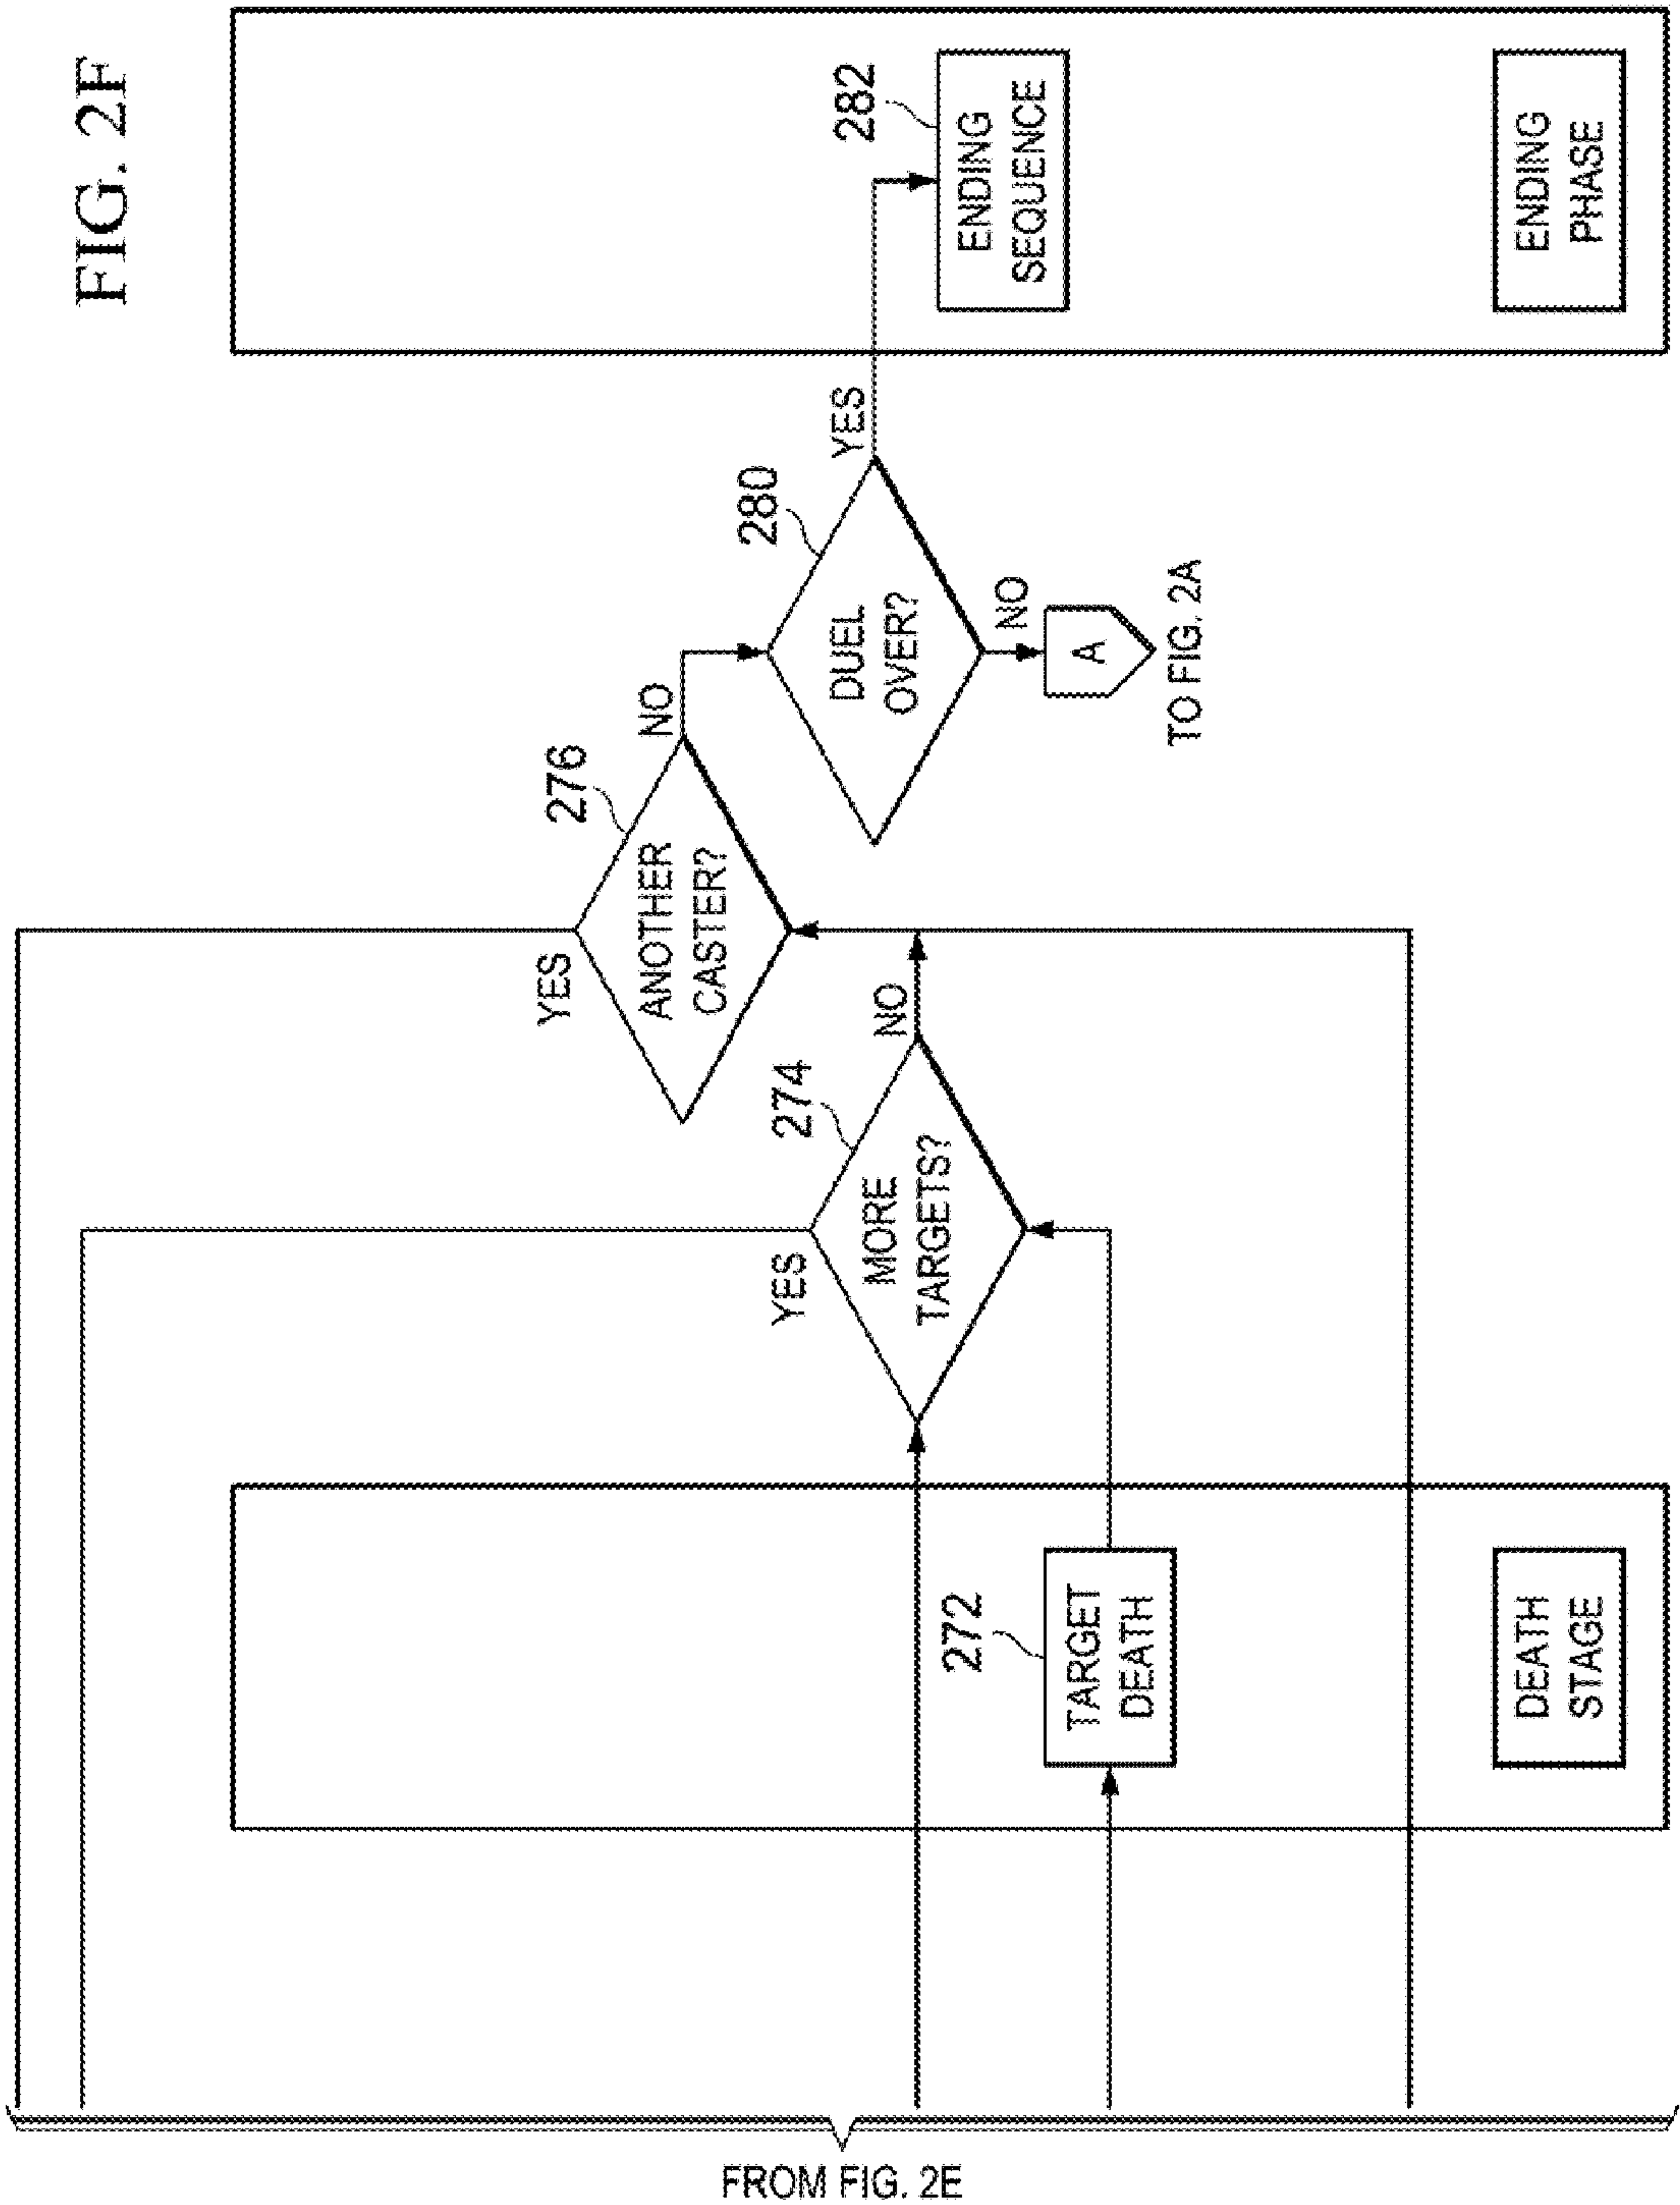 FIG. 2F
FROM FIG. 2E
272
TARGET
DEATH
DEATH
STAGE
274
MORE
TARGETS?
YES
NO
276
ANOTHER
CASTER?
YES
NO
280
DUEL
OVER?
YES
NO
A
TO FIG. 2A
282
ENDING
SEQUENCE
ENDING
PHASE